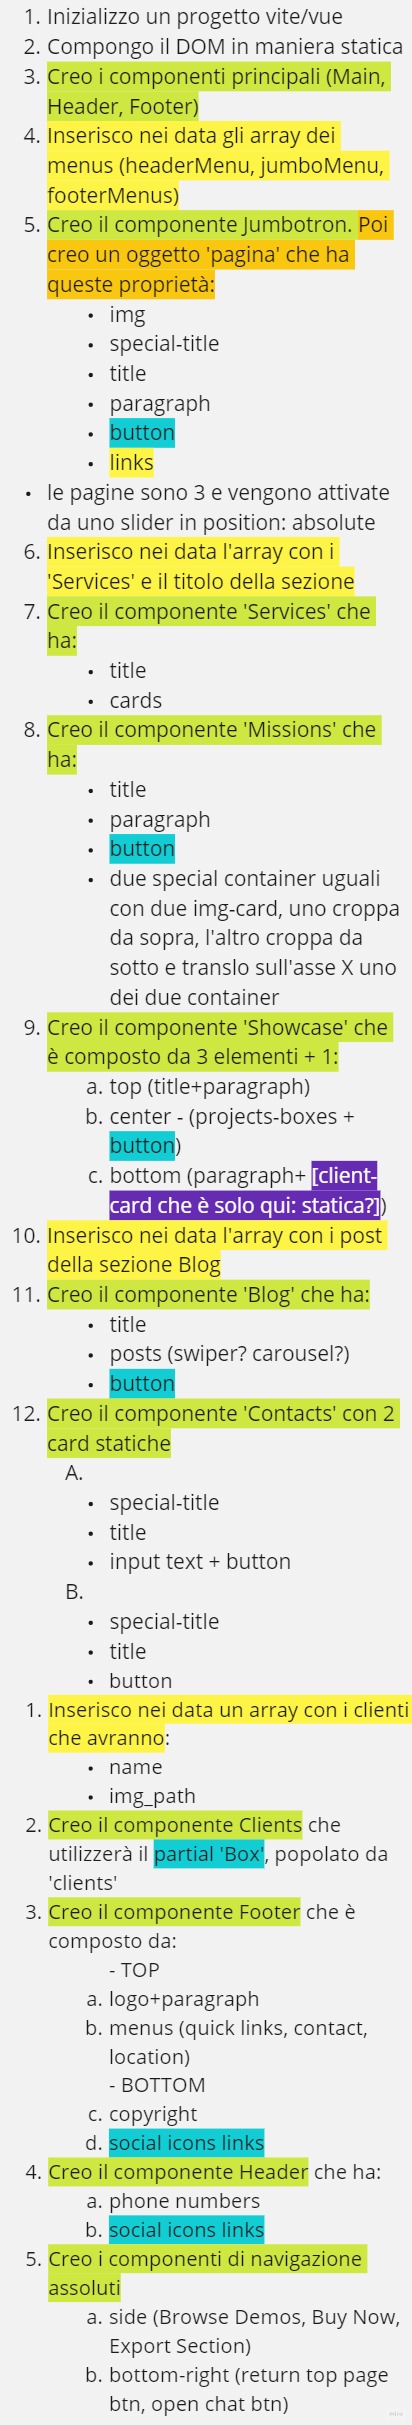 1. Inizializzo un progetto vite/vue
2. Compongo il DOM in maniera statica
3. Creo i componenti principali (Main,
Header, Footer)
4. Inserisco nei data gli array dei
menus (headerMenu, jumboMenu,
footerMenus)
5. Creo il componente Jumbotron. Poi
creo un oggetto 'pagina' che ha
queste proprietà:
• img
• special-title
• title
• paragraph
• button
• links
• le pagine sono 3 e vengono attivate
da uno slider in position: absolute
6. Inserisco nei data l'array con i
'Services' e il titolo della sezione
7. Creo il componente 'Services' che
ha:
• title
• cards
8. Creo il componente 'Missions' che
ha:
• title
• paragraph
• button
• due special container uguali
con due img-card, uno croppa
da sopra, l'altro croppa da
sotto e translo sull'asse X uno
dei due container
9. Creo il componente 'Showcase' che
è composto da 3 elementi + 1:
a. top (title+paragraph)
b. center - (projects-boxes +
button)
c. bottom (paragraph+ [client-
card che è solo qui: statica?])
10. Inserisco nei data l'array con i post
della sezione Blog
11. Creo il componente 'Blog' che ha:
• title
• posts (swiper? carousel?)
• button
12. Creo il componente 'Contacts' con 2
card statiche
A.
• special-title
• title
• input text + button
B.
• special-title
• title
• button
1. Inserisco nei data un array con i clienti
che avranno:
• name
• img_path
2. Creo il componente Clients che
utilizzerà il partial 'Box', popolato da
'clients'
3. Creo il componente Footer che è
composto da:
- TOP
a. logo+paragraph
b. menus (quick links, contact,
location)
- BOTTOM
c. copyright
d. social icons links
4. Creo il componente Header che ha:
a. phone numbers
b. social icons links
5. Creo i componenti di navigazione
assoluti
a. side (Browse Demos, Buy Now,
Export Section)
b. bottom-right (return top page
btn, open chat btn)
miro